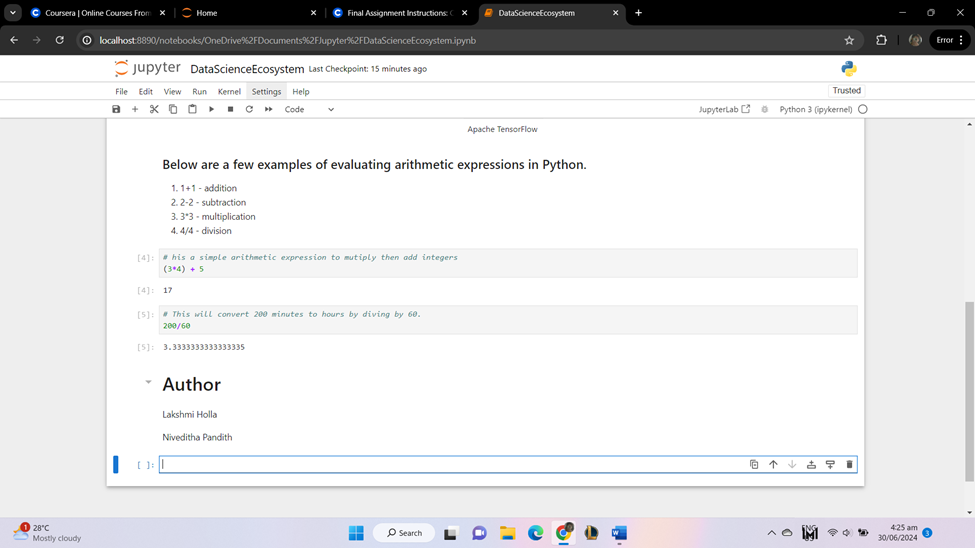 Coursera | Online Courses From
Home
Final Assignment Instructions: C
DataScienceEcosystem
localhost:8890/notebooks/OneDrive%2FDocuments%2FJupyter%2FDataScienceEcosystem.ipynb
Error
jupyter DataScienceEcosystem Last Checkpoint: 15 minutes ago
File Edit View Run Kernel Settings Help
Trusted
Code
JupyterLab
Python 3 (ipykernel)
Apache TensorFlow
Below are a few examples of evaluating arithmetic expressions in Python.
1. 1+1 - addition
2. 2-2 - subtraction
3. 3*3 - multiplication
4. 4/4 - division
[4]: # his a simple arithmetic expression to mutiply then add integers
(3*4) + 5
[4]: 17
[5]: # This will convert 200 minutes to hours by diving by 60.
200/60
[5]: 3.3333333333333335
Author
Lakshmi Holla
Niveditha Pandith
[ ]:
1
28°C
Mostly cloudy
Search
ENG
4:25 am
30/06/2024
3